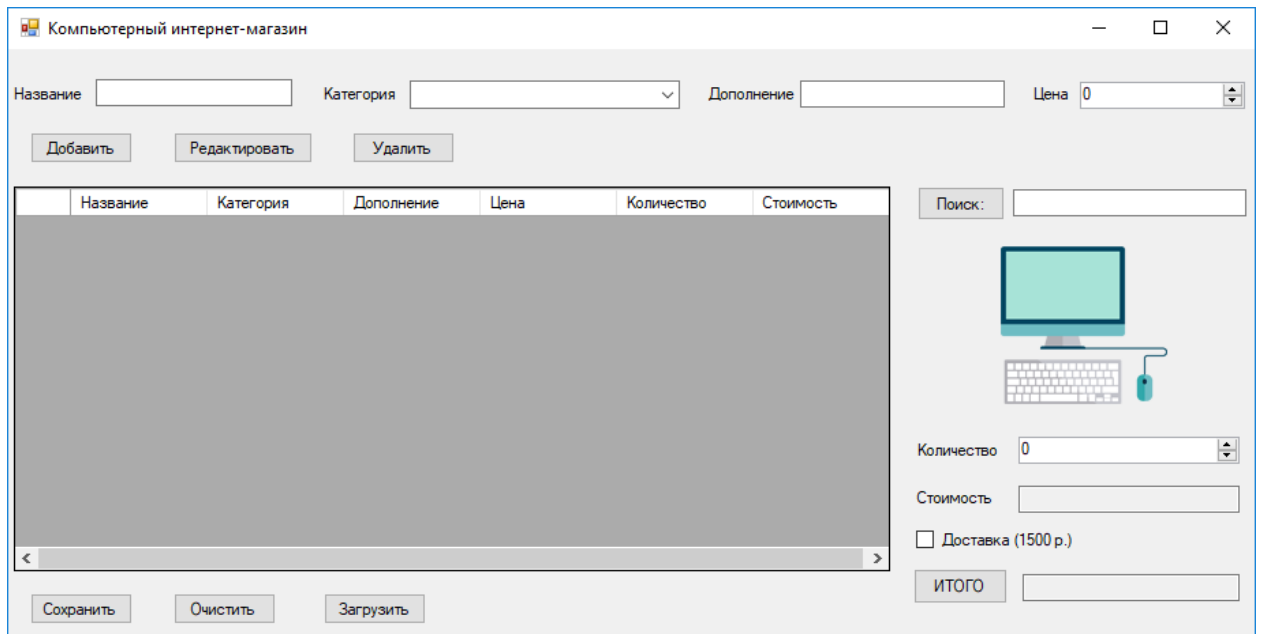 Компьютерный интернет-магазин
Название Категория Дополнение Цена 0
Добавить Редактировать Удалить
Название Категория Дополнение Цена Количество Стоимость Поиск:
Количество 0
Стоимость
Доставка (1500 р.)
ИТОГО
Сохранить Очистить Загрузить